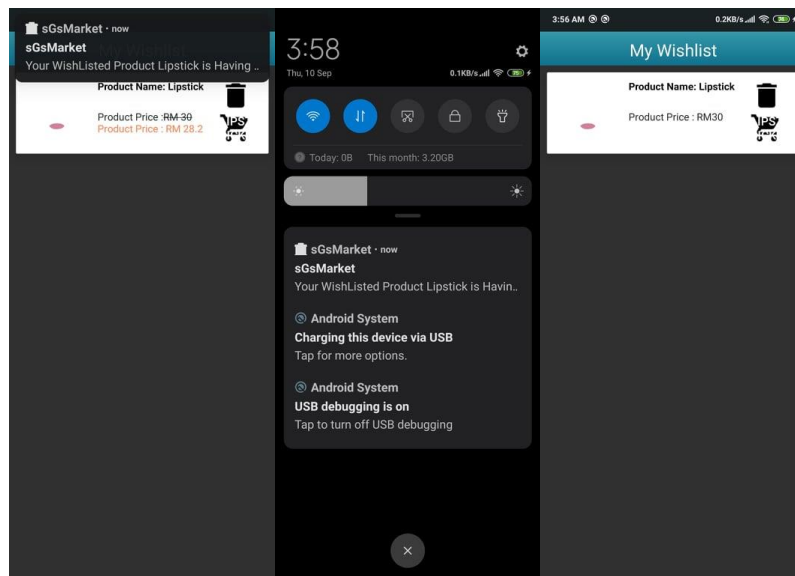 sGsMarket · now
sGsMarket
Your WishListed Product Lipstick is Having ..
Product Name: Lipstick
Product Price :RM 30
Product Price : RM 28.2
3:58
Thu, 10 Sep
0.1KB/s
Today: 0B This month: 3.20GB
sGsMarket · now
sGsMarket
Your WishListed Product Lipstick is Havin..
Android System
Charging this device via USB
Tap for more options.
Android System
USB debugging is on
Tap to turn off USB debugging
3:56 AM
0.2KB/s
My Wishlist
Product Name: Lipstick
Product Price : RM30